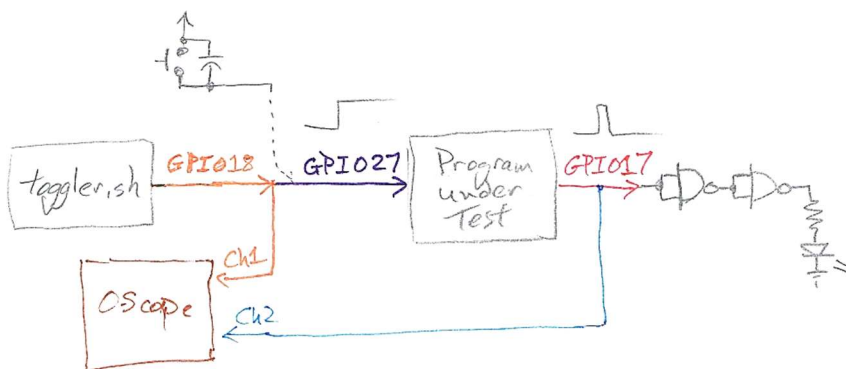 toggler.sh
GPIO18
GPIO27
Program
under
Test
GPIO17
Ch1
OScope
Ch2